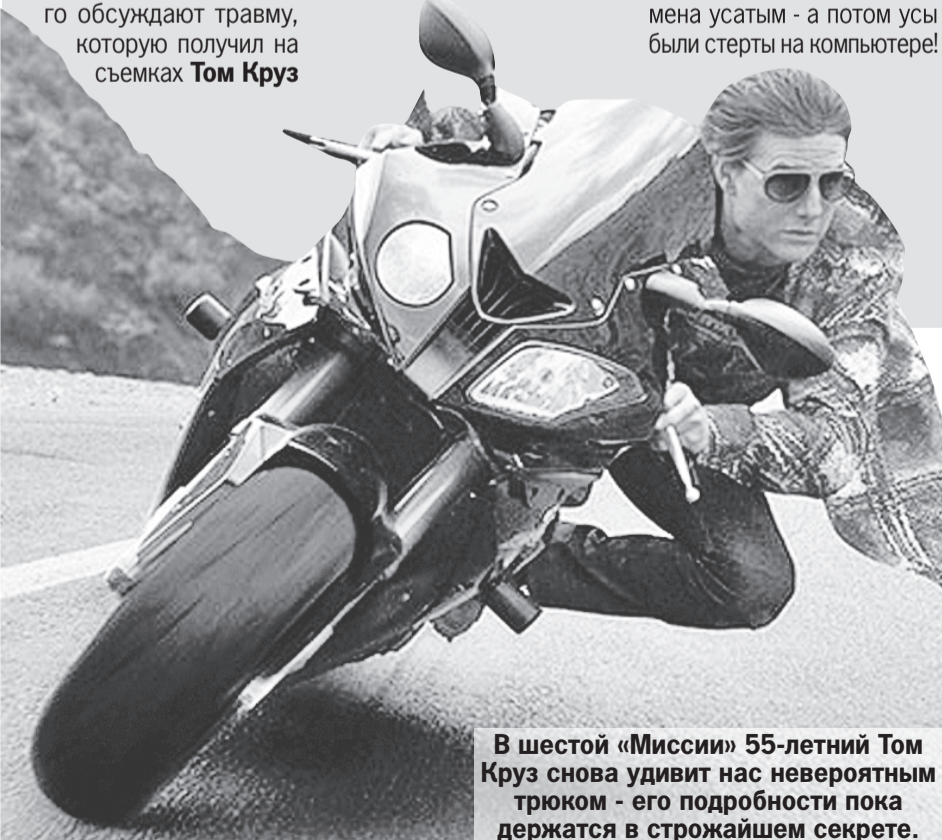 го обсуждают травму,
которую получил на
съемках Том Круз
мена усатым - а потом усы
были стерты на компьютере!
В шестой «Миссии» 55-летний Том
Круз снова удивит нас невероятным
трюком - его подробности пока
держатся в строжайшем секрете.